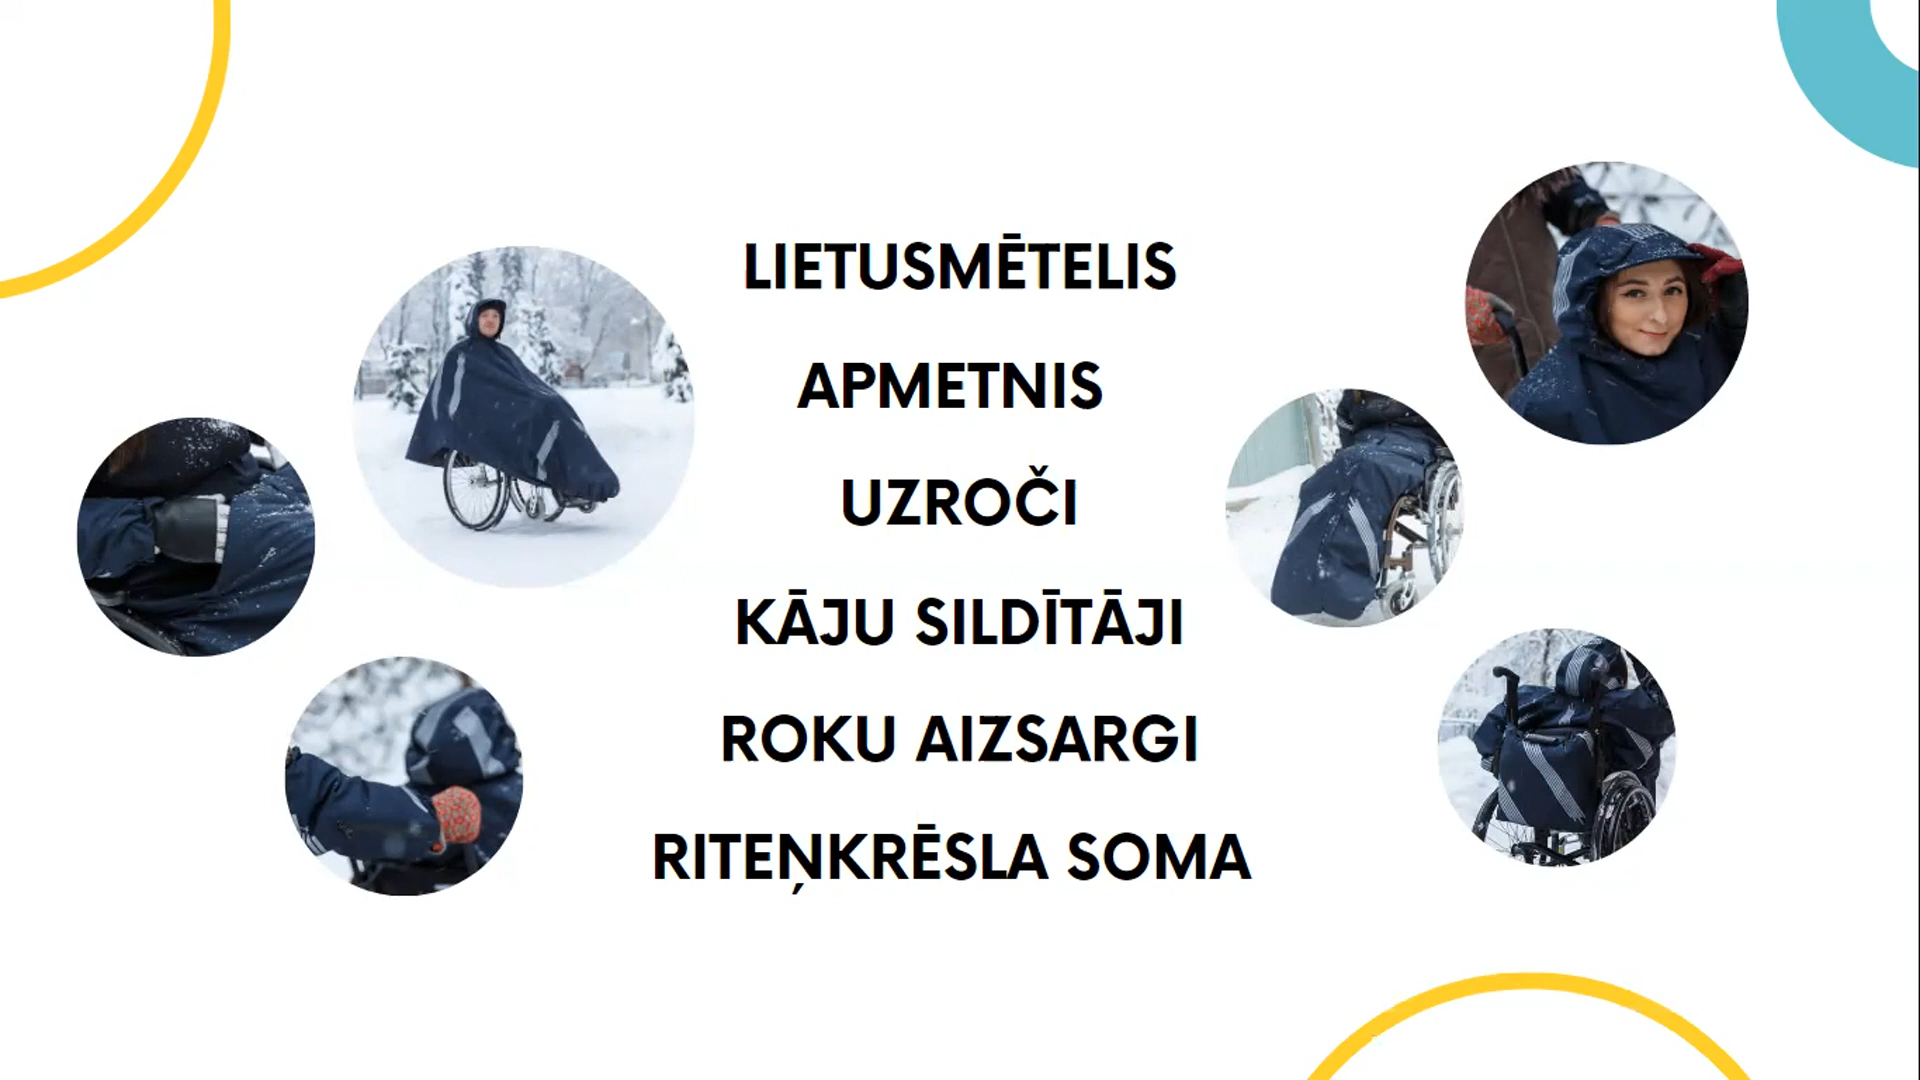 LIETUSMĒTELIS
APMETNIS
UZROČI
KĀJU SILDĪTĀJI
ROKU AIZSARGI
RITEŅKRĒSLA SOMA